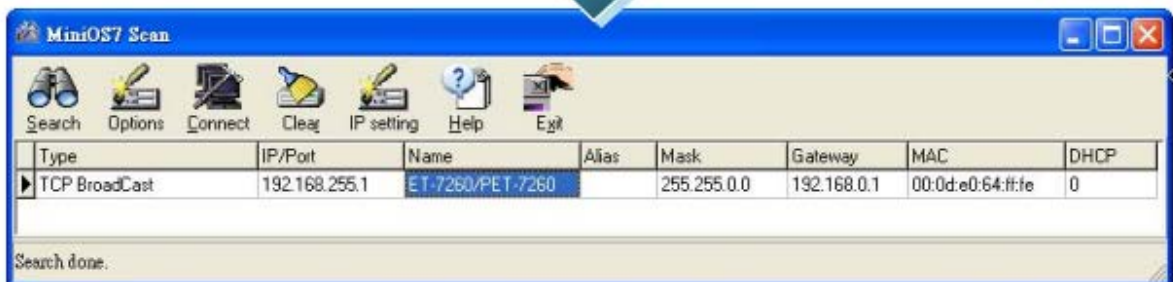 MiniOS7 Scan
Search Options Connect Clear IP setting Help Exit
Type IP/Port Name Alias Mask Gateway MAC DHCP
TCP BroadCast 192.168.255.1 ET-7260/PET-7260 255.255.0.0 192.168.0.1 00:0d:e0:64:ff:fe 0
Search done.